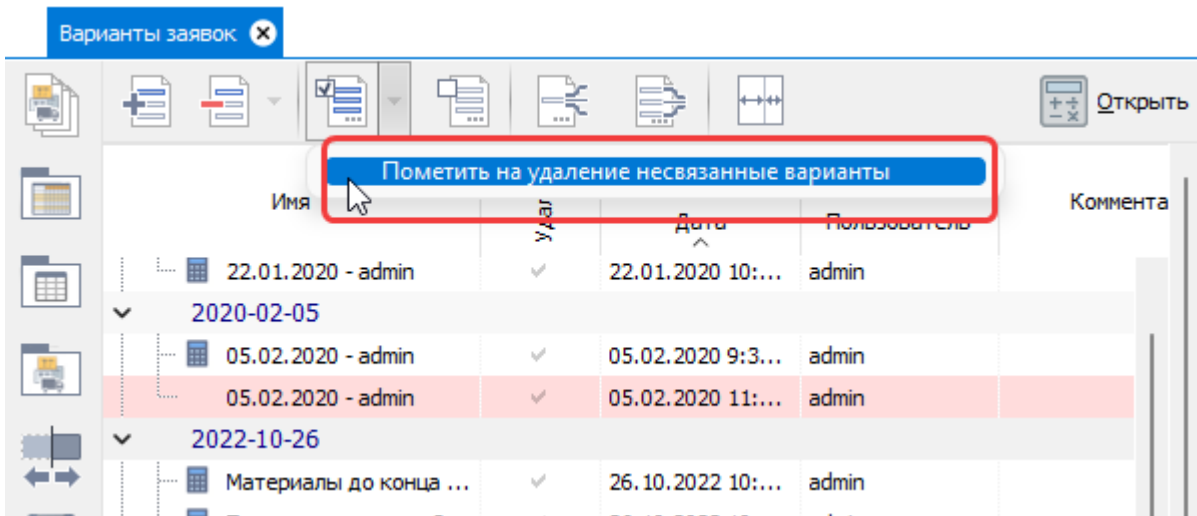 Варианты заявок
Открыть
Пометить на удаление несвязанные варианты
Имя
Дата
Пользователь
Коммента
22.01.2020 - admin 22.01.2020 10:... admin
2020-02-05
05.02.2020 - admin 05.02.2020 9:3... admin
05.02.2020 - admin 05.02.2020 11:... admin
2022-10-26
Материалы до конца ... 26.10.2022 10:... admin